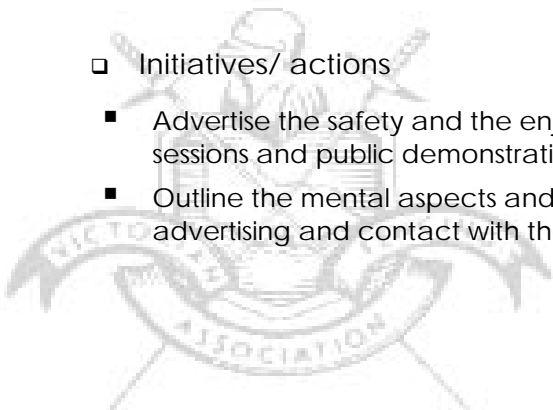 Initiatives/ actions
Advertise the safety and the
sessions and public
Outline the mental aspects and
advertising and contact with
ASSOCIATION